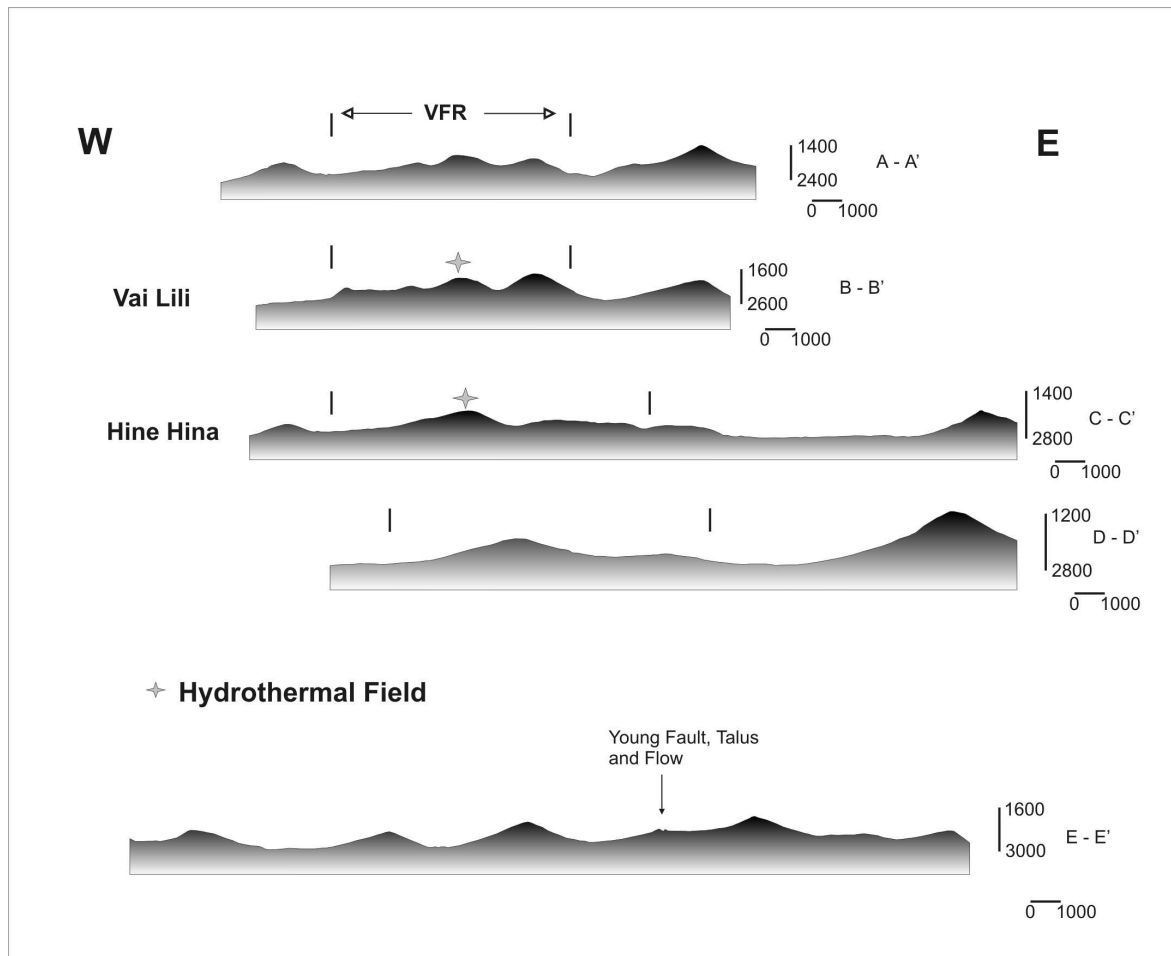 VFR
W
E
1400
2400
A - A’
0 1000
1600
2600
Vai Lili
B - B’
0 1000
1400
2800
Hine Hina
C - C’
0 1000
1200
2800
D - D’
0 1000
Hydrothermal Field
Young Fault, Talus
and Flow
1600
3000
E - E’
0 1000